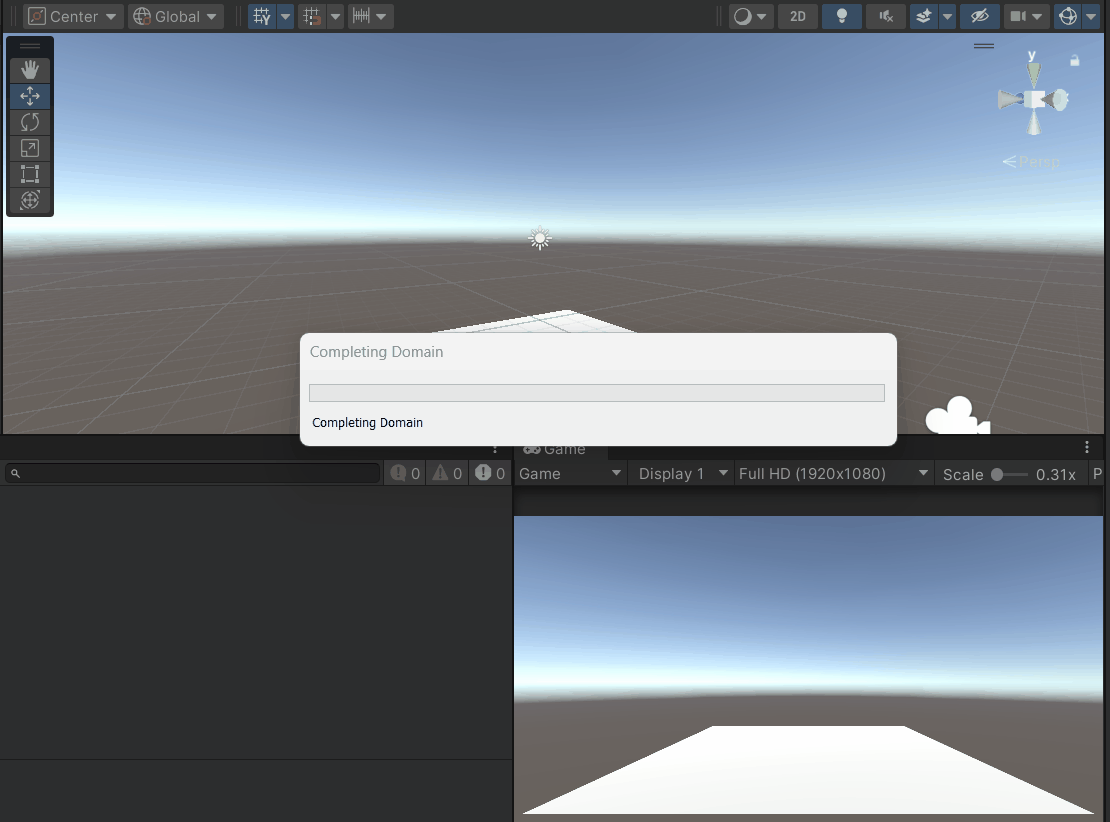 Center
Global
2D
y
Persp
Completing Domain
Completing Domain
0
0
0
Game
Game
Display 1
Full HD (1920x1080)
Scale
0.31x
P